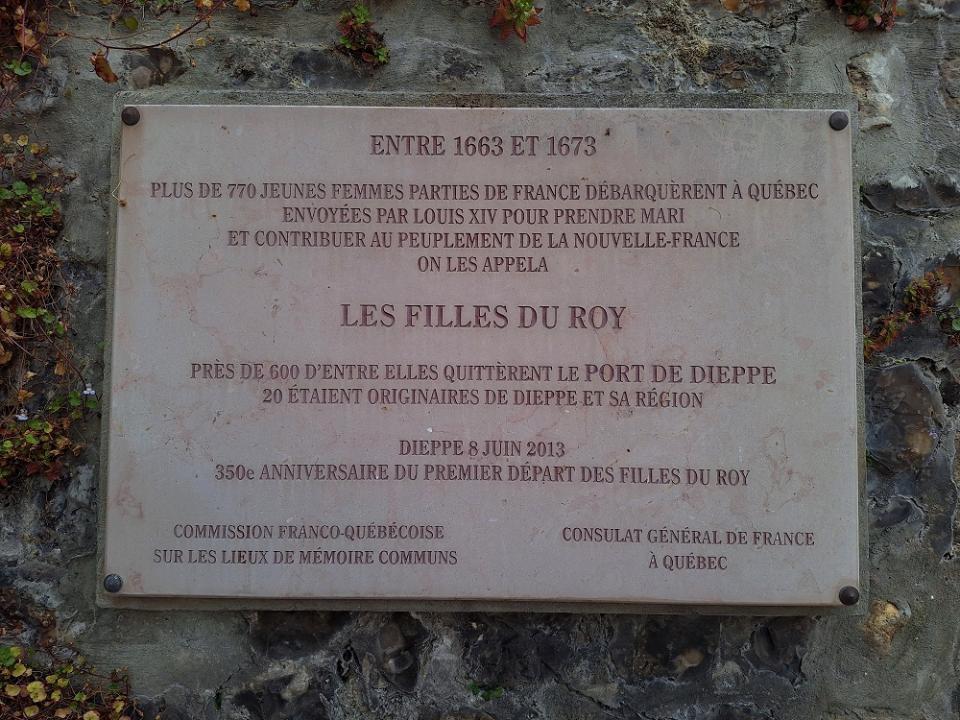 ENTRE 1663 ET 1673
PLUS DE 770 JEUNES FEMMES PARTIES DE FRANCE DÉBARQUÈRENT À QUÉBEC
ENVOYÉES PAR LOUIS XIV POUR PRENDRE MARI
ET CONTRIBUER AU PEUPLEMENT DE LA NOUVELLE-FRANCE
ON LES APPELA
LES FILLES DU ROY
PRÈS DE 600 D'ENTRE ELLES QUITTÈRENT LE PORT DE DIEPPE
20 ÉTAIENT ORIGINAIRES DE DIEPPE ET SA RÉGION
DIEPPE 8 JUIN 2013
350e ANNIVERSAIRE DU PREMIER DÉPART DES FILLES DU ROY
COMMISSION FRANCO-QUÉBÉCOISE
SUR LES LIEUX DE MÉMOIRE COMMUNS
CONSULAT GÉNÉRAL DE FRANCE
À QUÉBEC